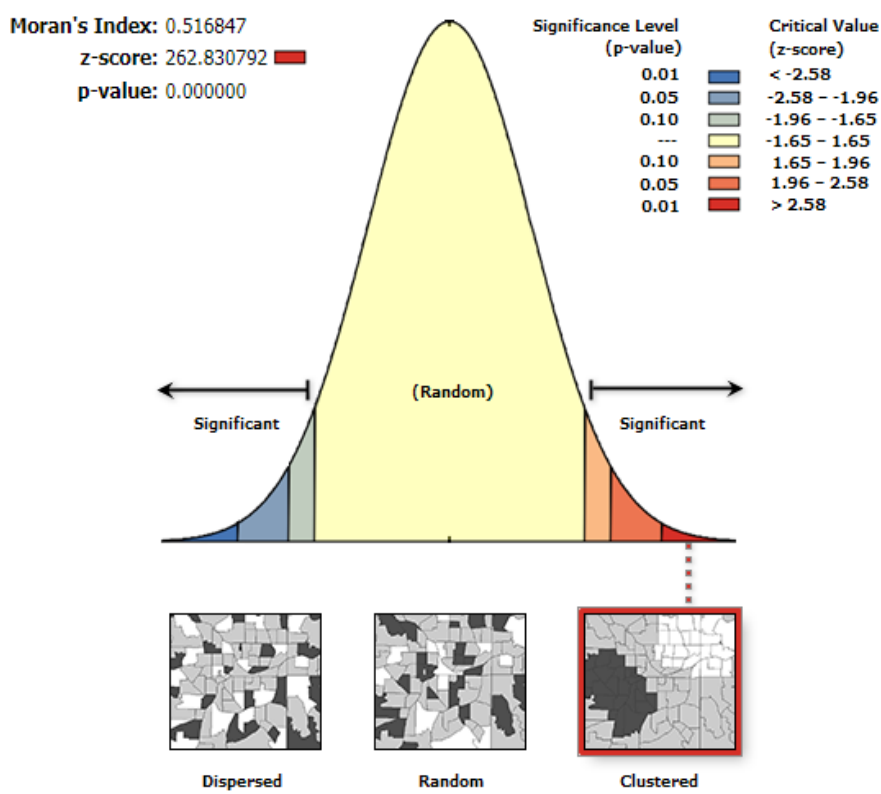 Moran's Index: 0.516847
z-score: 262.830792
p-value: 0.000000
Significance Level
(p-value)
Critical Value
(z-score)
0.01 < -2.58
0.05 -2.58 – -1.96
0.10 -1.96 – -1.65
--- -1.65 – 1.65
0.10 1.65 – 1.96
0.05 1.96 – 2.58
0.01 > 2.58
(Random)
Significant
Significant
Dispersed
Random
Clustered